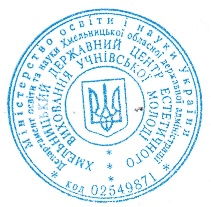 Міністерство освіти і науки України
* код 02549871 *
Департамент освіти та науки Хмельницької обласної державної адміністрації
ХМЕЛЬНИЦЬКИЙ ДЕРЖАВНИЙ ЦЕНТР ЕСТЕТИЧНОГО
ВИХОВАННЯ УЧНІВСЬКОЇ МОЛОДІ